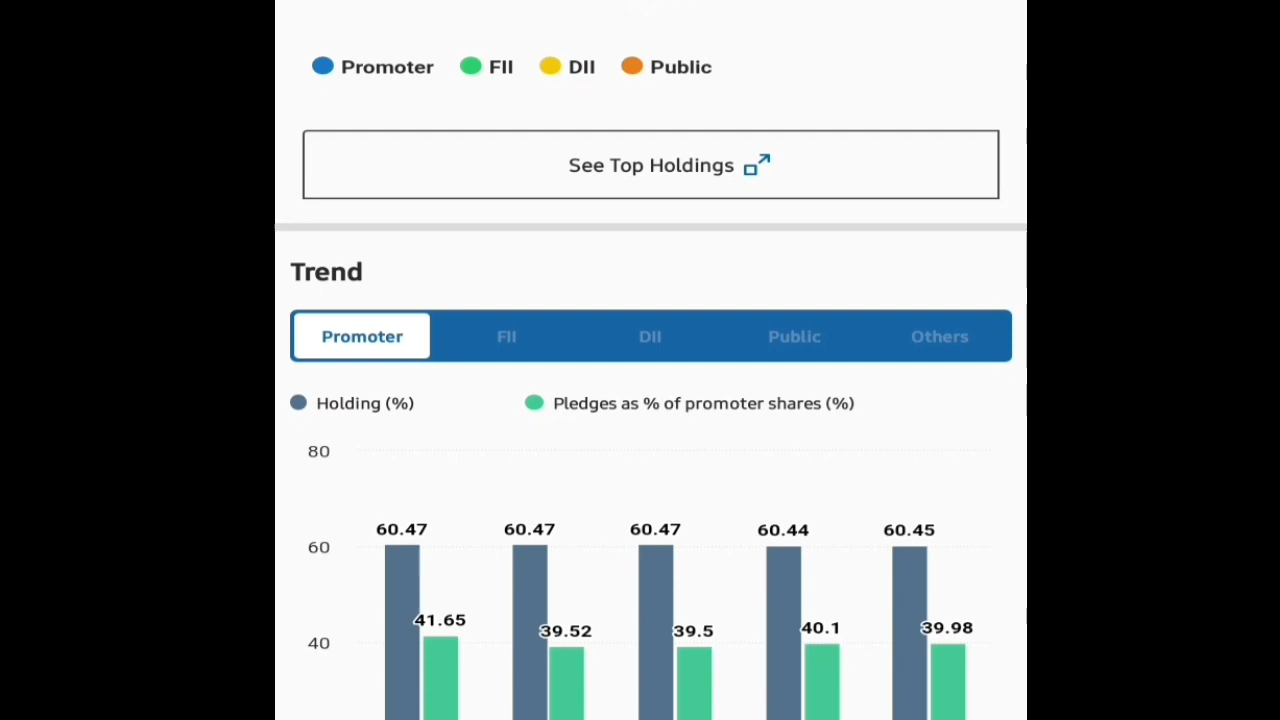 Promoter FII DII Public
See Top Holdings
Trend
Promoter FII DII Public Others
Holding (%) Pledges as % of promoter shares (%)
80
60.47 60.47 60.47 60.44 60.45
60
41.65 39.52 39.5 40.1 39.98
40